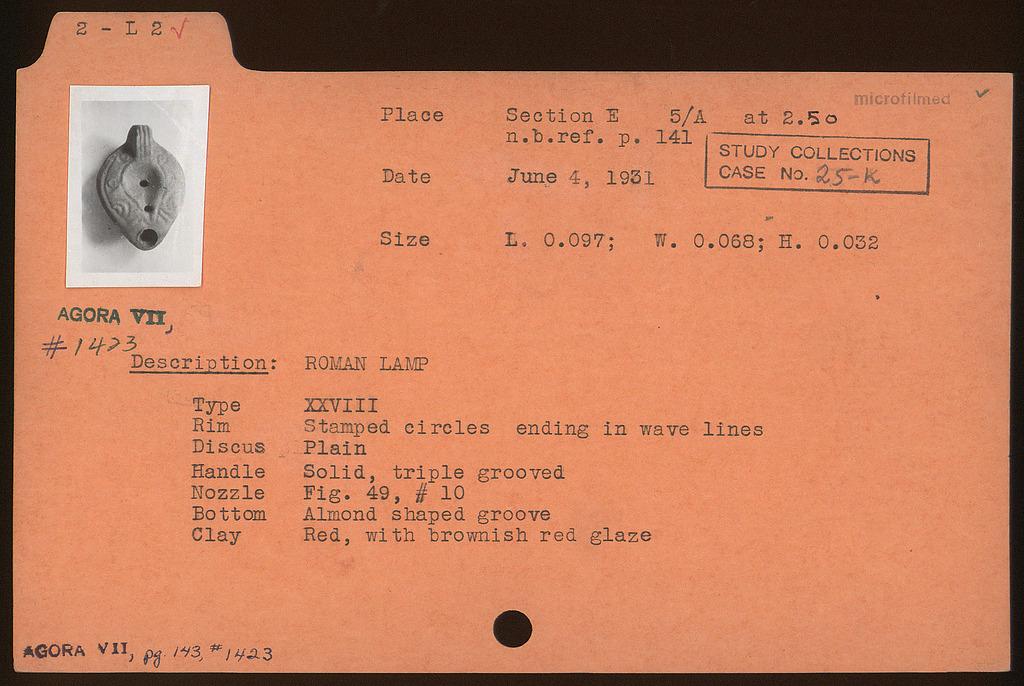 2 - L 2 ✓
microfilmed ✓
Place Section E 5/A at 2.50
n.b.ref. p. 141
STUDY COLLECTIONS
CASE No. 25-K
Date June 4, 1931
Size L. 0.097; W. 0.068; H. 0.032
AGORA VII,
#1423
Description: ROMAN LAMP
Type XXVIII
Rim Stamped circles ending in wave lines
Discus Plain
Handle Solid, triple grooved
Nozzle Fig. 49, # 10
Bottom Almond shaped groove
Clay Red, with brownish red glaze
AGORA VII, pg. 143, #1423